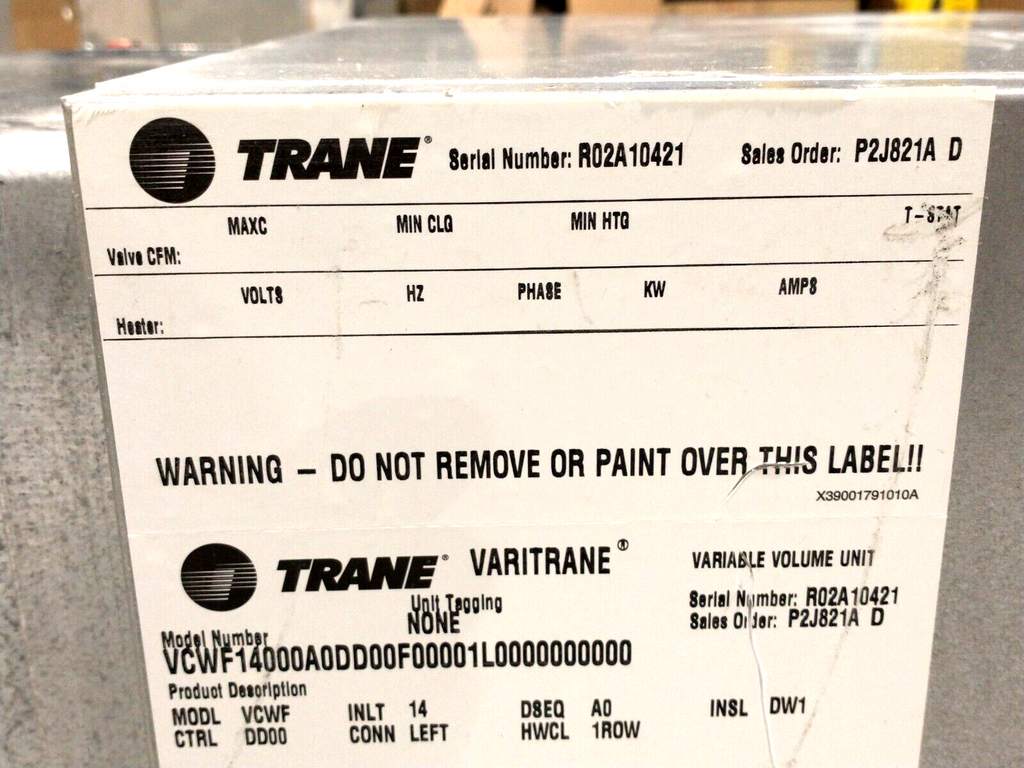 TRANE® Serial Number: R02A10421 Sales Order: P2J821A D
MAXC MIN CLG MIN HTG T-STAT
Valve CFM:
VOLTS HZ PHASE KW AMPS
Heater:
WARNING – DO NOT REMOVE OR PAINT OVER THIS LABEL!!
X39001791010A
TRANE® VARITRANE® VARIABLE VOLUME UNIT
Unit Tagging Serial Number: R02A10421
NONE Sales Order: P2J821A D
Model Number
VCWF14000A0DD00F00001L0000000000
Product Description
MODL VCWF INLT 14 DSEQ A0 INSL DW1
CTRL DD00 CONN LEFT HWCL 1ROW